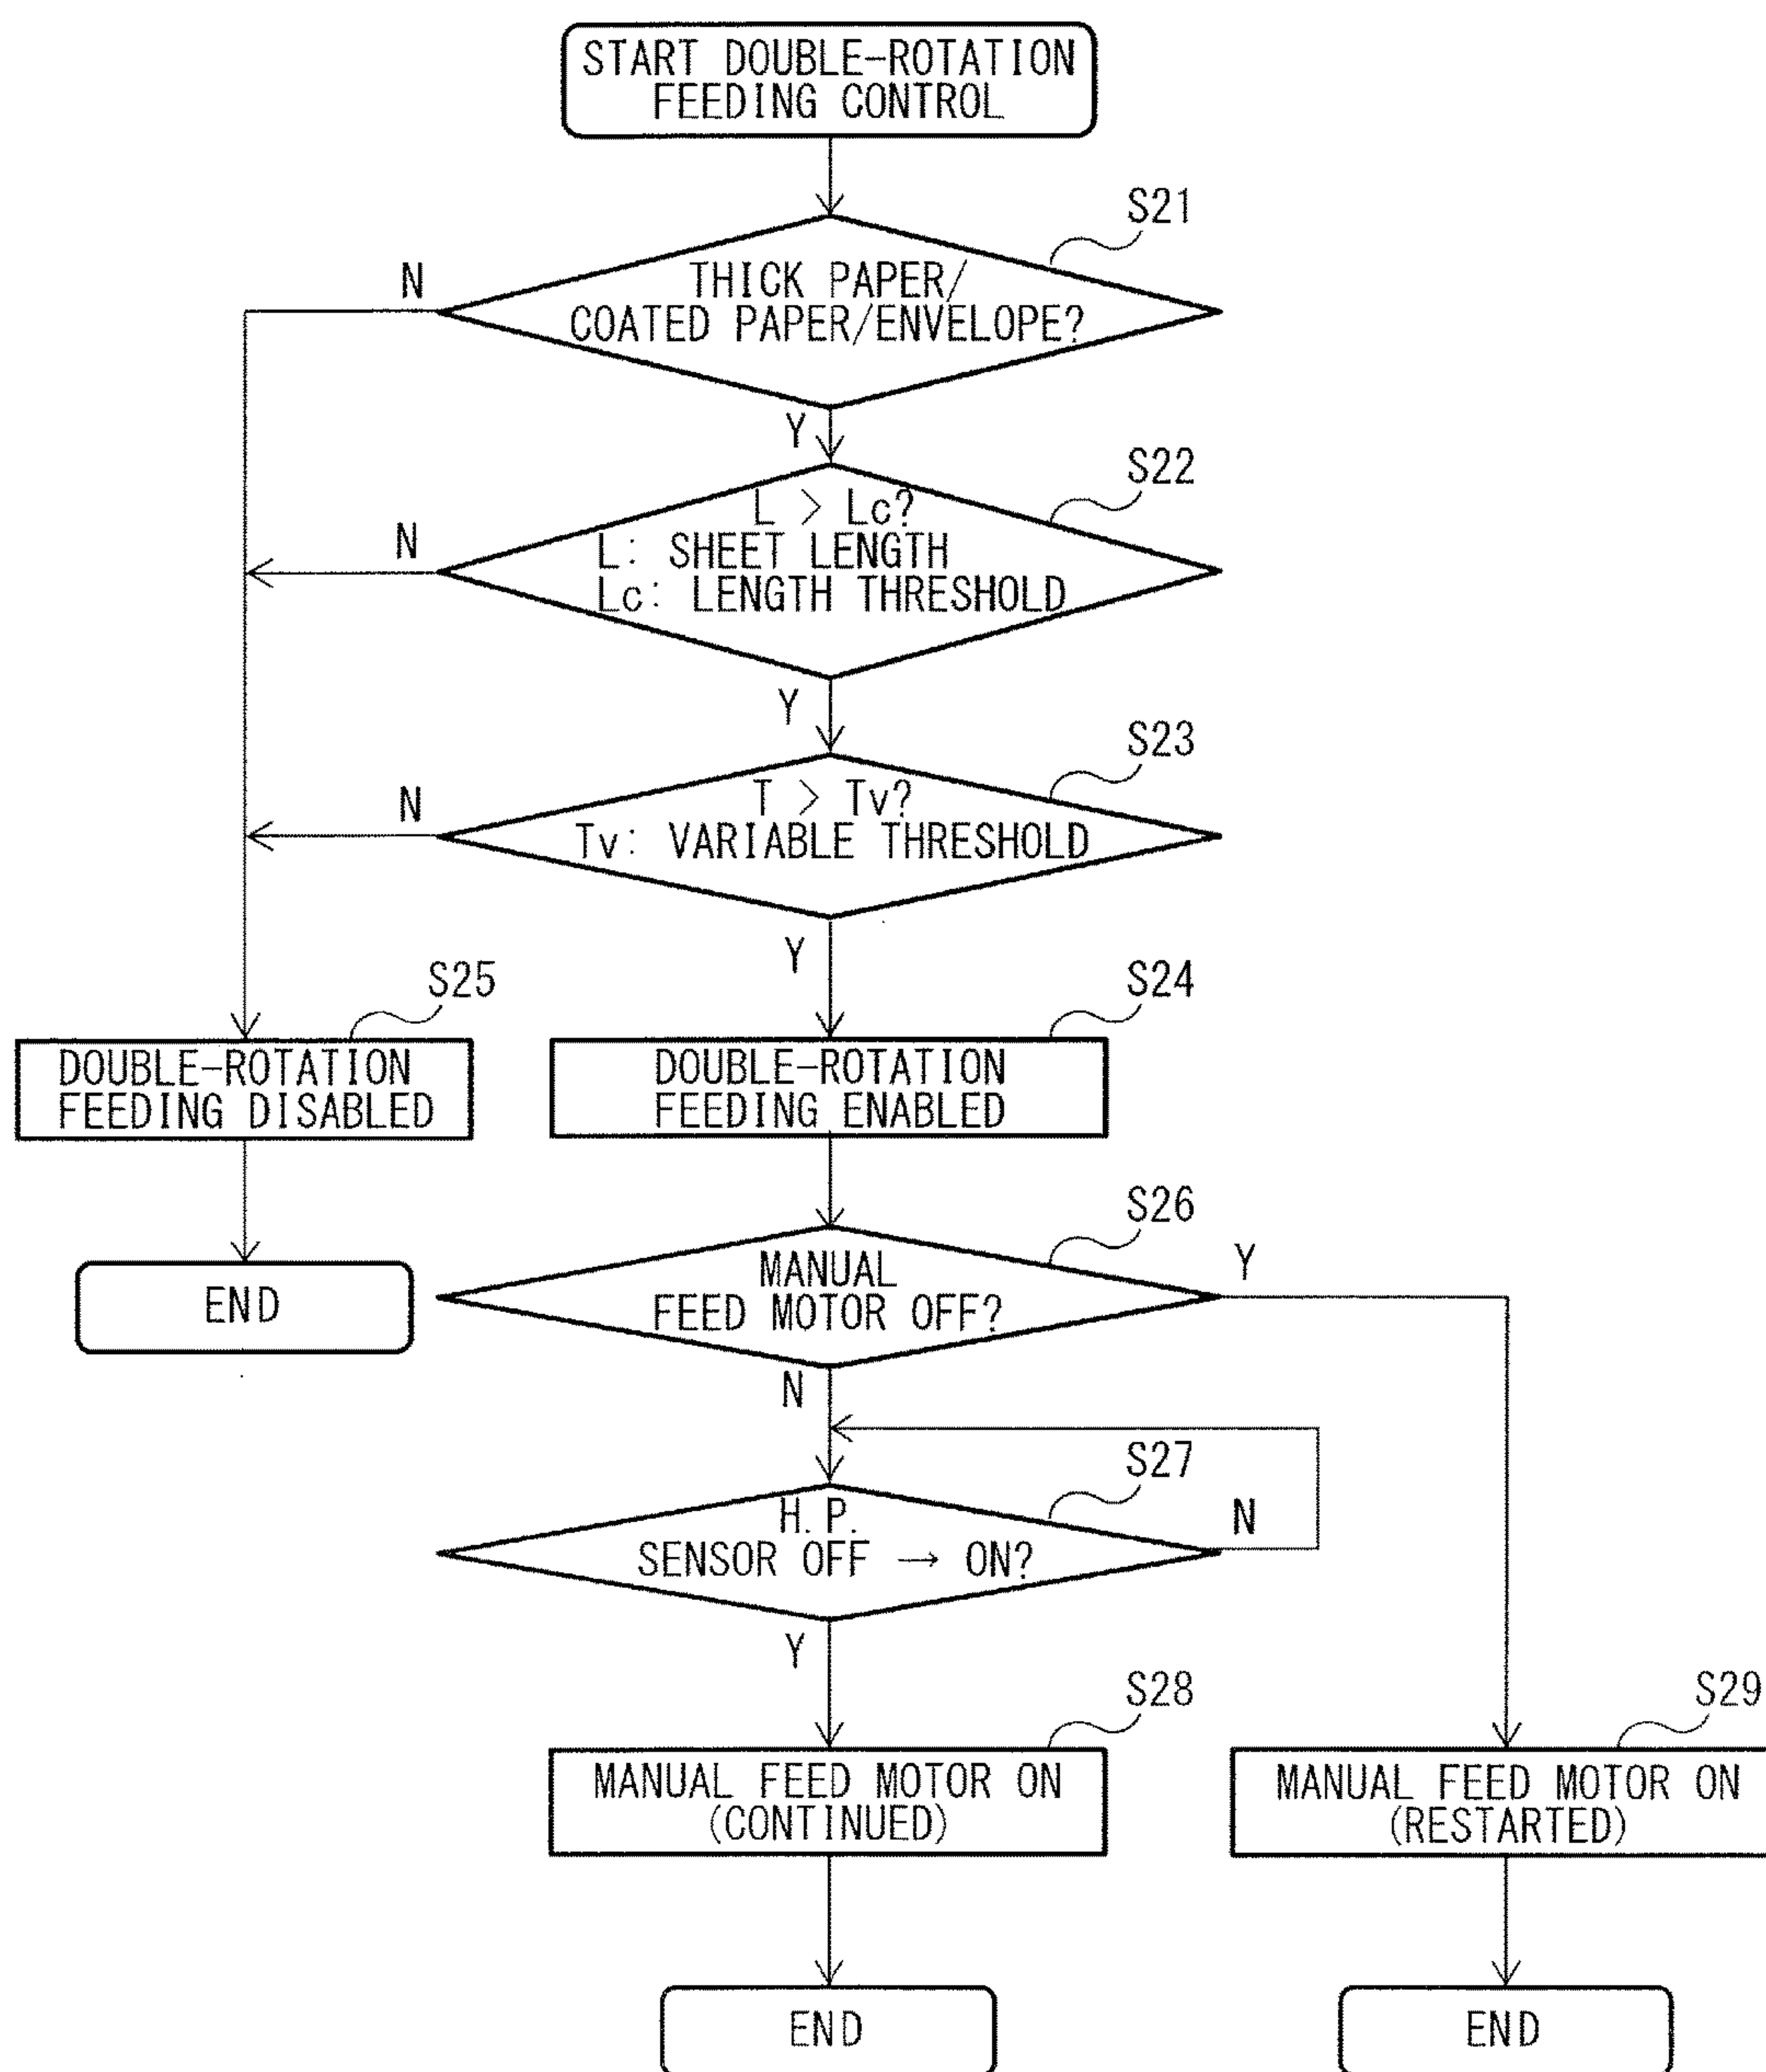 START DOUBLE-ROTATION
FEEDING CONTROL
S21
THICK PAPER/
COATED PAPER/ENVELOPE?
N
Y
S22
L > Lc?
L: SHEET LENGTH
Lc: LENGTH THRESHOLD
N
Y
S23
T > Tv?
Tv: VARIABLE THRESHOLD
N
Y
S25
DOUBLE-ROTATION
FEEDING DISABLED
END
S24
DOUBLE-ROTATION
FEEDING ENABLED
S26
MANUAL
FEED MOTOR OFF?
Y
N
S27
H.P.
SENSOR OFF → ON?
N
Y
S28
MANUAL FEED MOTOR ON
(CONTINUED)
END
S29
MANUAL FEED MOTOR ON
(RESTARTED)
END